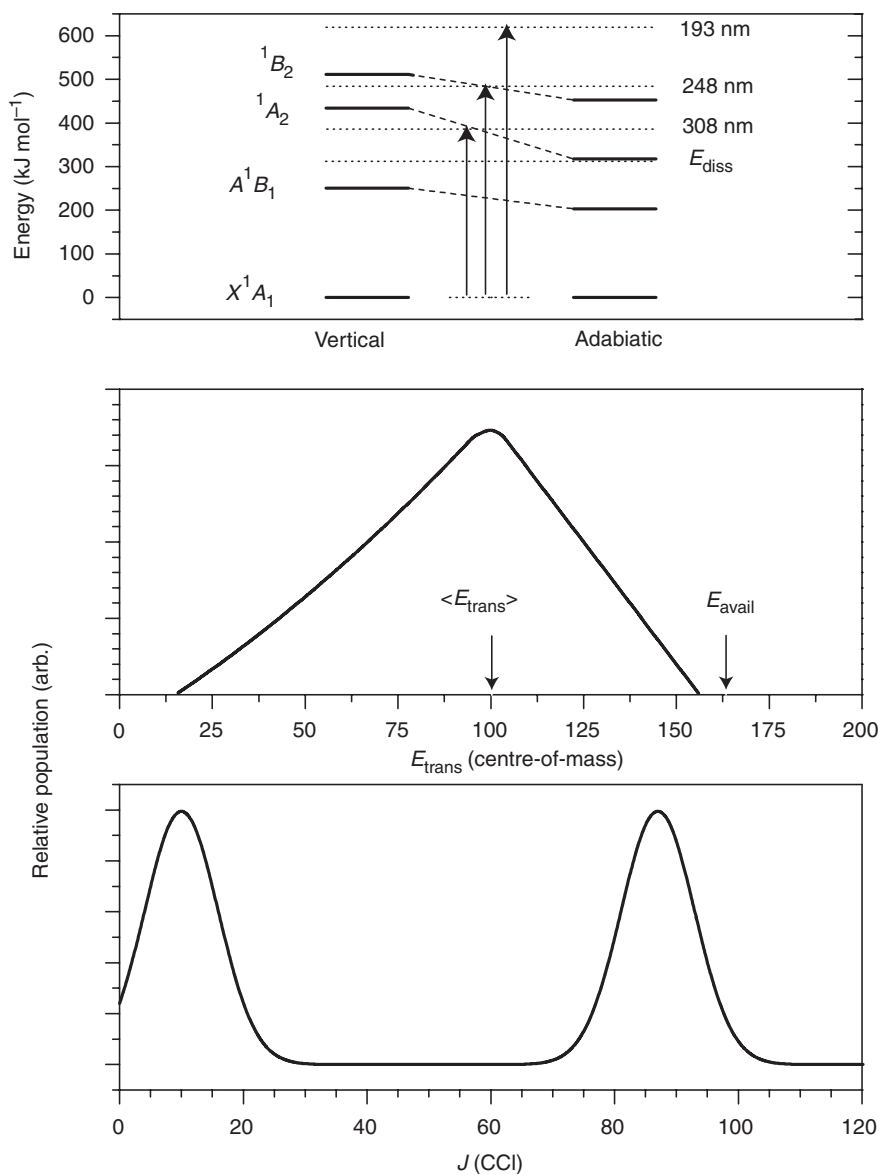 Energy (kJ mol⁻¹)
600
500
400
300
200
100
0
¹B₂
¹A₂
A¹B₁
X¹A₁
193 nm
248 nm
308 nm
E_diss
Vertical
Adabiatic
Relative population (arb.)
<E_trans>
E_avail
0 25 50 75 100 125 150 175 200
E_trans (centre-of-mass)
0 20 40 60 80 100 120
J (CCl)